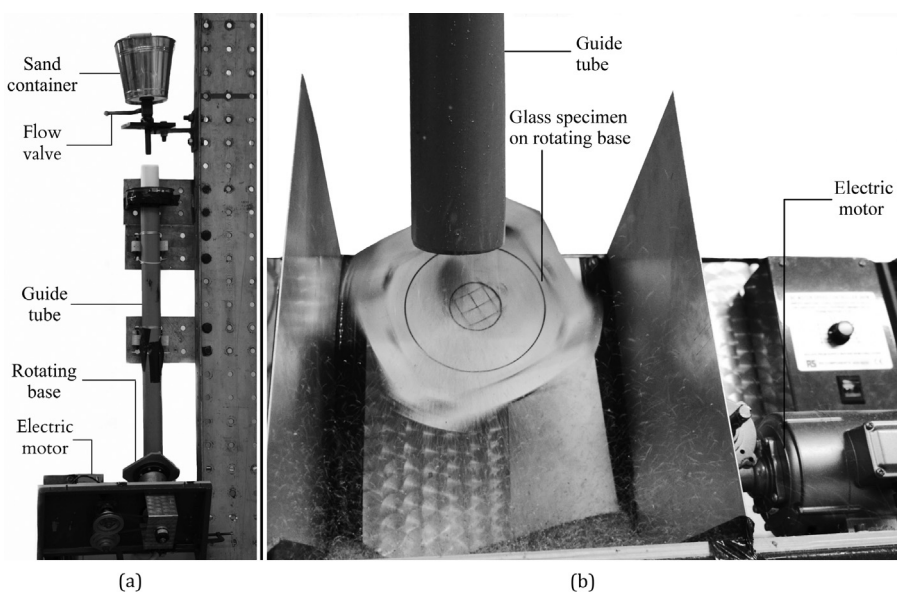 Sand
container
Flow
valve
Guide
tube
Rotating
base
Electric
motor
(a)
Guide
tube
Glass specimen
on rotating base
Electric
motor
(b)